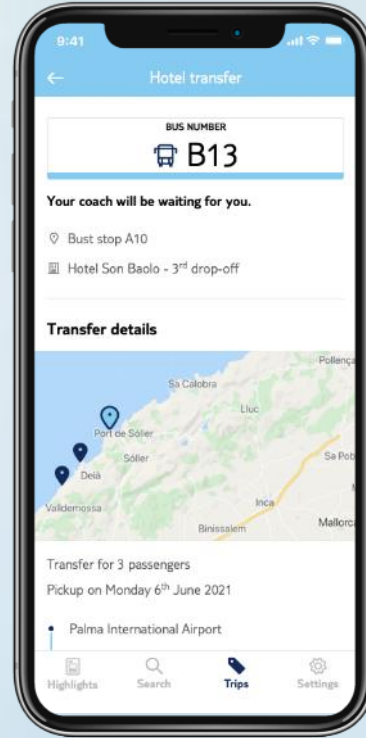 9:41
Hotel transfer
BUS NUMBER
B13
Your coach will be waiting for you.
Bust stop A10
Hotel Son Baolo - 3rd drop-off
Transfer details
Pollença
Sa Calobra
Lluc
Port de Sóller
Sóller
Sa Pob
Deià
Inca
Valldemossa
Binissalem
Mallorc
Transfer for 3 passengers
Pickup on Monday 6th June 2021
Palma International Airport
Highlights Search Trips Settings